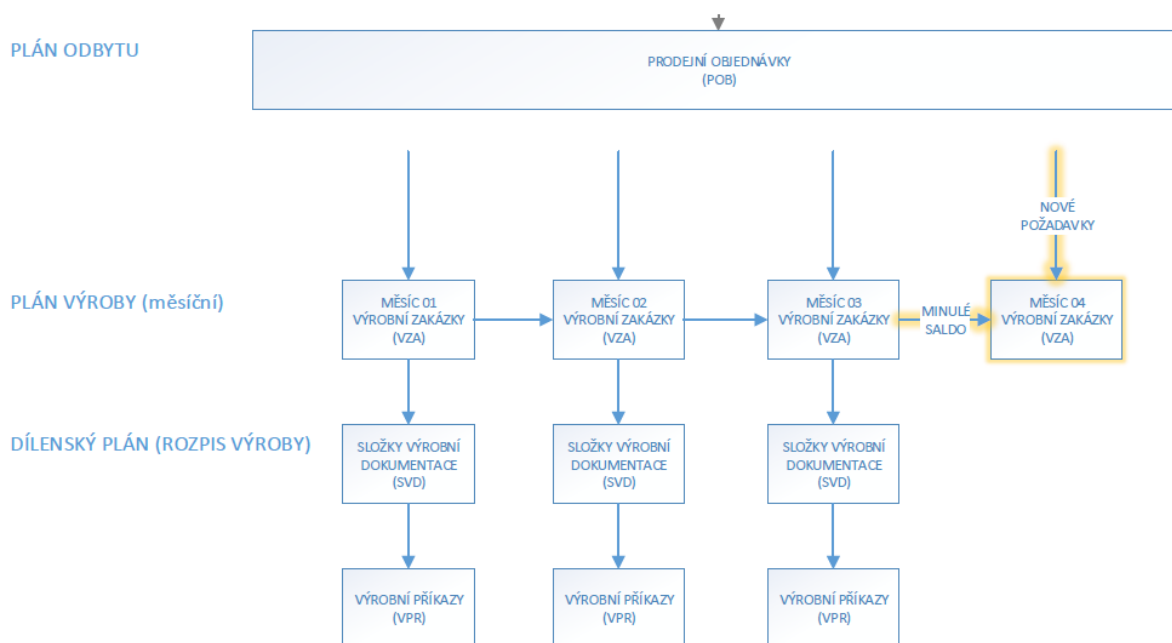 PLÁN ODBYTU
PRODEJNÍ OBJEDNÁVKY
(POB)
NOVÉ
POŽADAVKY
PLÁN VÝROBY (měsíční)
MĚSÍC 01
VÝROBNÍ ZAKÁZKY
(VZA)
MĚSÍC 02
VÝROBNÍ ZAKÁZKY
(VZA)
MĚSÍC 03
VÝROBNÍ ZAKÁZKY
(VZA)
MINULÉ
SALDO
MĚSÍC 04
VÝROBNÍ ZAKÁZKY
(VZA)
DÍLENSKÝ PLÁN (ROZPIS VÝROBY)
SLOŽKY VÝROBNÍ
DOKUMENTACE
(SVD)
SLOŽKY VÝROBNÍ
DOKUMENTACE
(SVD)
SLOŽKY VÝROBNÍ
DOKUMENTACE
(SVD)
VÝROBNÍ PŘÍKAZY
(VPR)
VÝROBNÍ PŘÍKAZY
(VPR)
VÝROBNÍ PŘÍKAZY
(VPR)